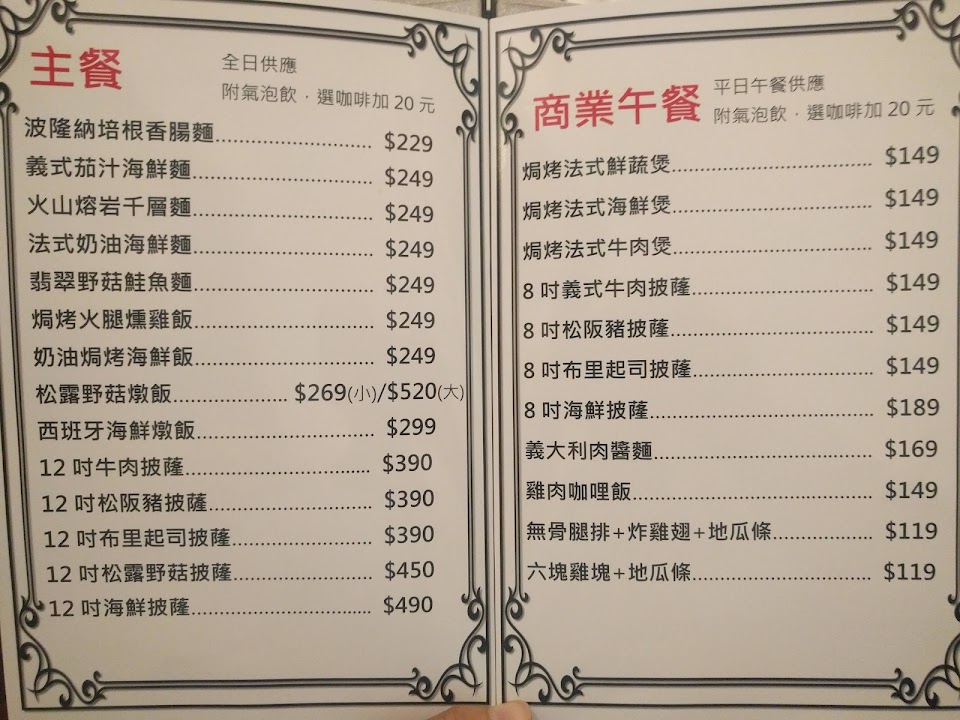 主餐
全日供應
附氣泡飲．選咖啡加 20 元
波隆納培根香腸麵........................ $229
義式茄汁海鮮麵........................... $249
火山熔岩千層麵........................... $249
法式奶油海鮮麵........................... $249
翡翠野菇鮭魚麵........................... $249
焗烤火腿燻雞飯........................... $249
奶油焗烤海鮮飯........................... $249
松露野菇燉飯.................. $269(小)/$520(大)
西班牙海鮮燉飯........................... $299
12 吋牛肉披薩............................ $390
12 吋松阪豬披薩......................... $390
12 吋布里起司披薩..................... $390
12 吋松露野菇披薩..................... $450
12 吋海鮮披薩............................ $490
商業午餐
平日午餐供應
附氣泡飲．選咖啡加 20 元
焗烤法式鮮蔬煲............................... $149
焗烤法式海鮮煲............................... $149
焗烤法式牛肉煲............................... $149
8 吋義式牛肉披薩........................... $149
8 吋松阪豬披薩............................... $149
8 吋布里起司披薩........................... $149
8 吋海鮮披薩.................................. $189
義大利肉醬麵.................................. $169
雞肉咖哩飯..................................... $149
無骨腿排+炸雞翅+地瓜條............... $119
六塊雞塊+地瓜條........................... $119